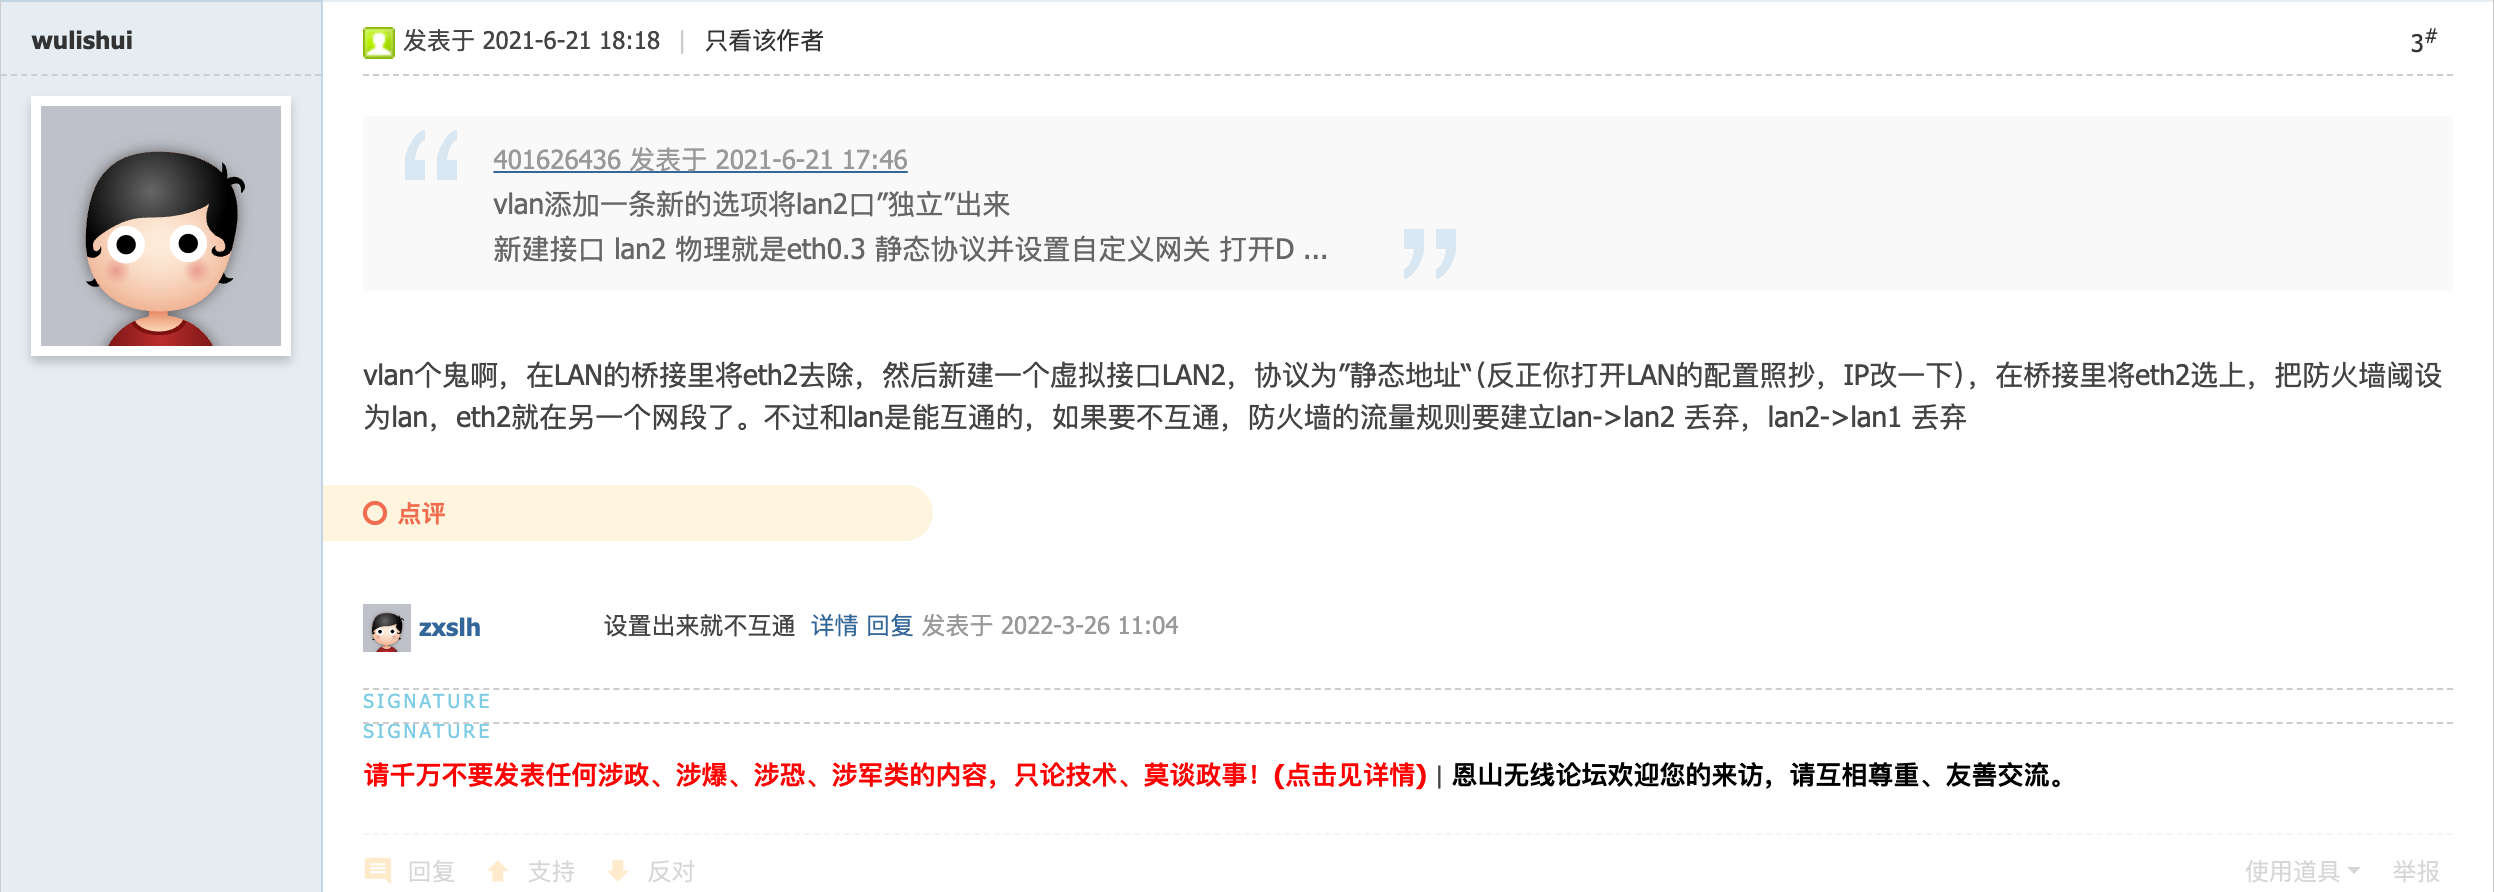 wulishui
发表于 2021-6-21 18:18 | 只看该作者
3#
401626436 发表于 2021-6-21 17:46
vlan添加一条新的选项将lan2口”独立”出来
新建接口 lan2 物理就是eth0.3 静态协议并设置自定义网关 打开D ...
vlan个鬼啊，在LAN的桥接里将eth2去除，然后新建一个虚拟接口LAN2，协议为”静态地址“（反正你打开LAN的配置照抄，IP改一下），在桥接里将eth2选上，把防火墙阈设
为lan，eth2就在另一个网段了。不过和lan是能互通的，如果要不互通，防火墙的流量规则要建立lan->lan2 丢弃，lan2->lan1 丢弃
点评
zxslh 设置出来就不互通 详情 回复 发表于 2022-3-26 11:04
SIGNATURE
SIGNATURE
请千万不要发表任何涉政、涉爆、涉恐、涉军类的内容，只论技术、莫谈政事！(点击见详情) | 恩山无线论坛欢迎您的来访，请互相尊重、友善交流。
回复 支持 反对 使用道具 举报